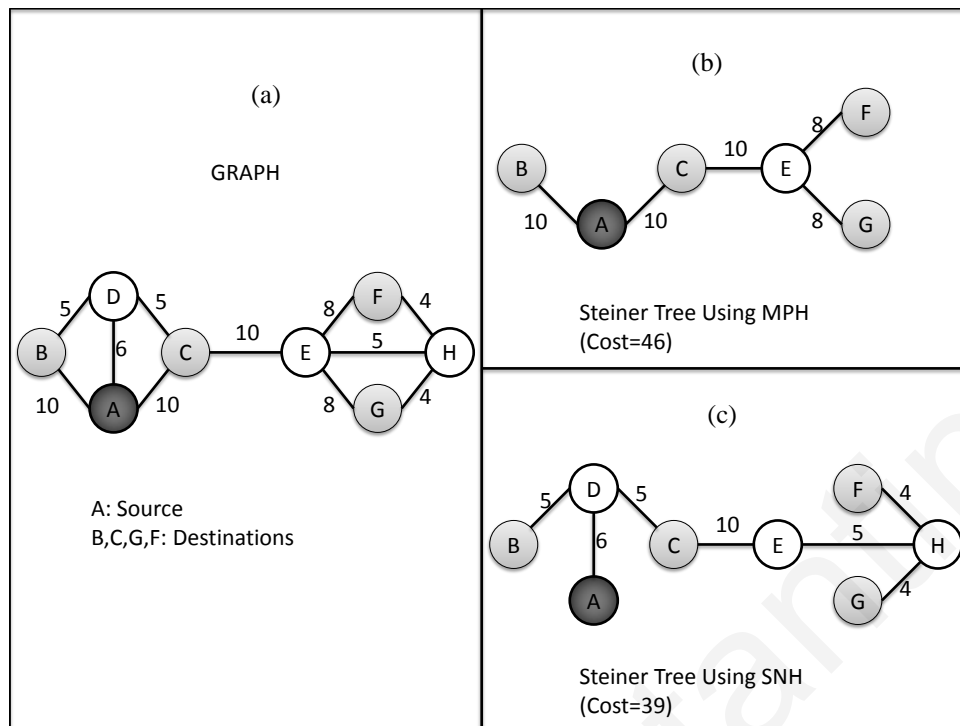 (a)
GRAPH
D
5
5
B
6
C
10
A
10
10
E
8
F
4
5
H
8
G
4
A: Source
B,C,G,F: Destinations
(b)
F
8
B
C
10
E
10
A
10
8
G
Steiner Tree Using MPH
(Cost=46)
(c)
D
5
5
B
6
C
10
E
F
4
5
H
A
G
4
Steiner Tree Using SNH
(Cost=39)